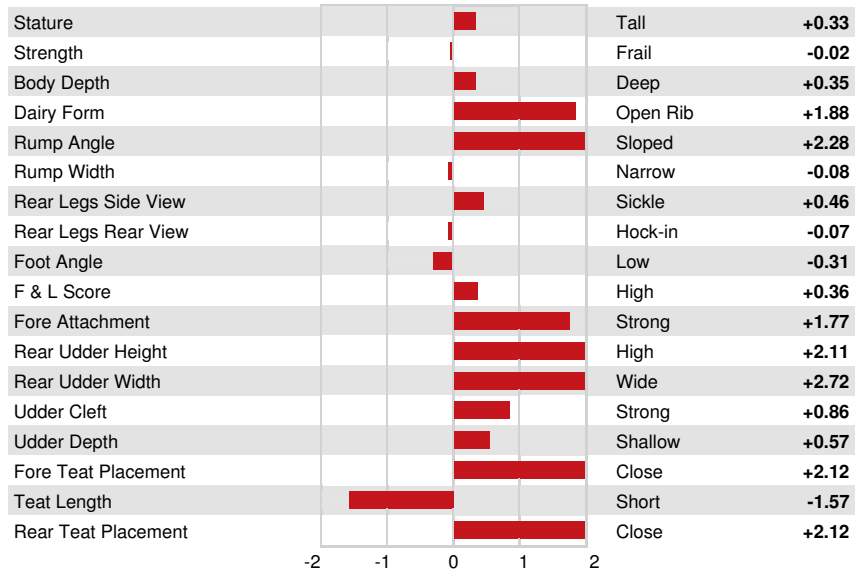 Stature Tall +0.33
Strength Frail -0.02
Body Depth Deep +0.35
Dairy Form Open Rib +1.88
Rump Angle Sloped +2.28
Rump Width Narrow -0.08
Rear Legs Side View Sickle +0.46
Rear Legs Rear View Hock-in -0.07
Foot Angle Low -0.31
F & L Score High +0.36
Fore Attachment Strong +1.77
Rear Udder Height High +2.11
Rear Udder Width Wide +2.72
Udder Cleft Strong +0.86
Udder Depth Shallow +0.57
Fore Teat Placement Close +2.12
Teat Length Short -1.57
Rear Teat Placement Close +2.12
-2 -1 0 1 2